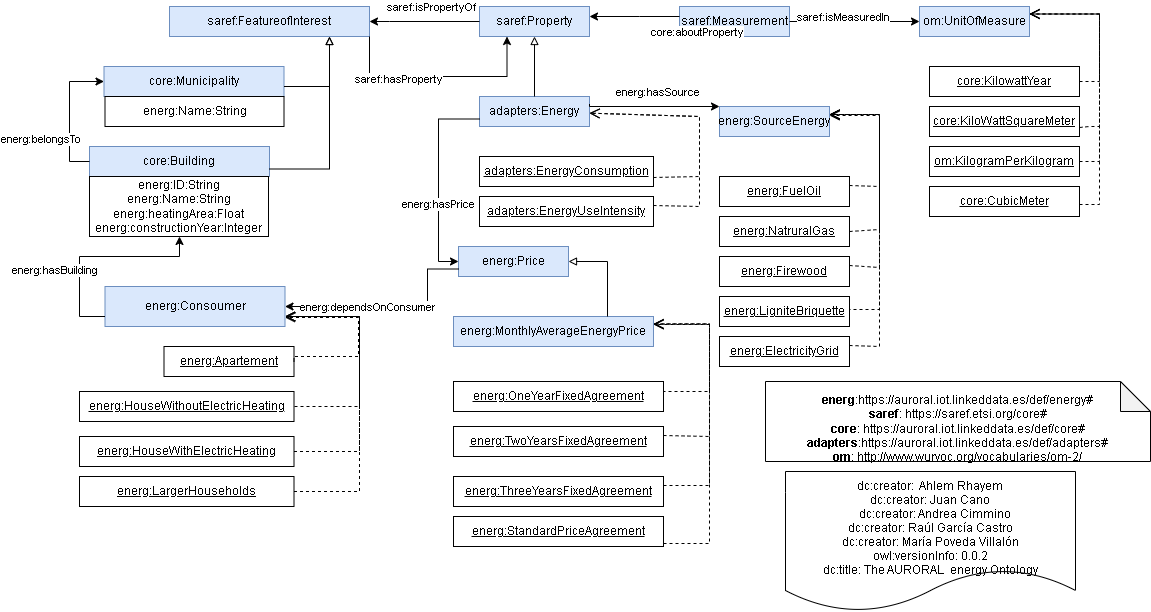 saref:isPropertyOf
saref:FeatureofInterest
saref:Property
saref:Measurement
saref:isMeasuredIn
om:UnitOfMeasure
core:aboutProperty
saref:hasProperty
core:Municipality
energ:Name:String
energ:belongsTo
core:Building
energ:ID:String
energ:Name:String
energ:heatingArea:Float
energ:constructionYear:Integer
energ:hasBuilding
adapters:Energy
energ:hasSource
energ:SourceEnergy
core:KilowattYear
core:KiloWattSquareMeter
om:KilogramPerKilogram
core:CubicMeter
adapters:EnergyConsumption
adapters:EnergyUseIntensity
energ:hasPrice
energ:FuelOil
energ:NatruralGas
energ:Firewood
energ:LigniteBriquette
energ:ElectricityGrid
energ:Price
energ:dependsOnConsumer
energ:Consoumer
energ:MonthlyAverageEnergyPrice
energ:Apartement
energ:HouseWithoutElectricHeating
energ:HouseWithElectricHeating
energ:LargerHouseholds
energ:OneYearFixedAgreement
energ:TwoYearsFixedAgreement
energ:ThreeYearsFixedAgreement
energ:StandardPriceAgreement
energ:https://auroral.iot.linkeddata.es/def/energy#
saref: https://saref.etsi.org/core#
core: https://auroral.iot.linkeddata.es/def/core#
adapters:https://auroral.iot.linkeddata.es/def/adapters#
om: http://www.wurvoc.org/vocabularies/om-2/
dc:creator: Ahlem Rhayem
dc:creator: Juan Cano
dc:creator: Andrea Cimmino
dc:creator: Raúl García Castro
dc:creator: María Poveda Villalón
owl:versionInfo: 0.0.2
dc:title: The AURORAL energy Ontology